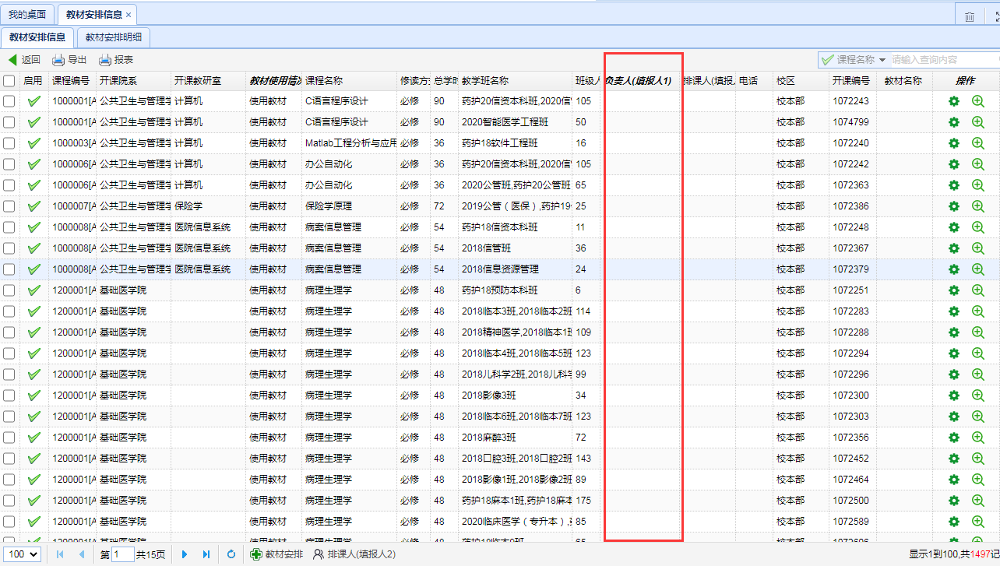 我的桌面 教材安排信息 ×
教材安排信息 教材安排明细
返回 导出 报表 课程名称 请输入查询内容
启用 课程编号 开课院系 开课教研室 教材使用情况 课程名称 修读方 总学时 教学班名称 班级人 负责人(填报人1) 排课人(填报人 电话 校区 开课编号 教材名称 操作
1000001[A 公共卫生与管理学 计算机 使用教材 C语言程序设计 必修 90 药护20信资本科班,2020信 105 校本部 1072243
1000001[A 公共卫生与管理学 计算机 使用教材 C语言程序设计 必修 90 2020智能医学工程班 50 校本部 1074799
1000003[A 公共卫生与管理学 计算机 使用教材 Matlab工程分析与应用 必修 36 药护18软件工程班 16 校本部 1072240
1000006[A 公共卫生与管理学 计算机 使用教材 办公自动化 必修 36 药护20信资本科班,2020信 105 校本部 1072242
1000006[A 公共卫生与管理学 计算机 使用教材 办公自动化 必修 36 2020公管班,药护20公管班 65 校本部 1072363
1000007[A 公共卫生与管理学 保险学 使用教材 保险学原理 必修 72 2019公管（医保）,药护19 25 校本部 1072386
1000008[A 公共卫生与管理学 医院信息系统 使用教材 病案信息管理 必修 54 药护18信资本科班 11 校本部 1072248
1000008[A 公共卫生与管理学 医院信息系统 使用教材 病案信息管理 必修 54 2018信管班 36 校本部 1072367
1000008[A 公共卫生与管理学 医院信息系统 使用教材 病案信息管理 必修 54 2018信息资源管理 24 校本部 1072379
1200001[A 基础医学院 使用教材 病理生理学 必修 48 药护18预防本科班 6 校本部 1072251
1200001[A 基础医学院 使用教材 病理生理学 必修 48 2018临本3班,2018临本2班 114 校本部 1072283
1200001[A 基础医学院 使用教材 病理生理学 必修 48 2018精神医学,2018临本1班 109 校本部 1072288
1200001[A 基础医学院 使用教材 病理生理学 必修 48 2018临本4班,2018临本5班 123 校本部 1072294
1200001[A 基础医学院 使用教材 病理生理学 必修 48 2018儿科学2班,2018儿科学 99 校本部 1072296
1200001[A 基础医学院 使用教材 病理生理学 必修 48 2018影像3班 34 校本部 1072300
1200001[A 基础医学院 使用教材 病理生理学 必修 48 2018临本6班,2018临本7班 123 校本部 1072303
1200001[A 基础医学院 使用教材 病理生理学 必修 48 2018麻醉3班 72 校本部 1072356
1200001[A 基础医学院 使用教材 病理生理学 必修 48 2018口腔3班,2018口腔2班 143 校本部 1072452
1200001[A 基础医学院 使用教材 病理生理学 必修 48 2018影像1班,2018影像2班 89 校本部 1072464
1200001[A 基础医学院 使用教材 病理生理学 必修 48 药护18麻本1班,药护18麻本 175 校本部 1072500
1200001[A 基础医学院 使用教材 病理生理学 必修 48 2020临床医学（专升本）, 85 校本部 1072589
1200001[A 基础医学院 使用教材 病理生理学 必修 48 校本部
100 第 1 共15页 教材安排 排课人(填报人2) 显示1到100,共1497记